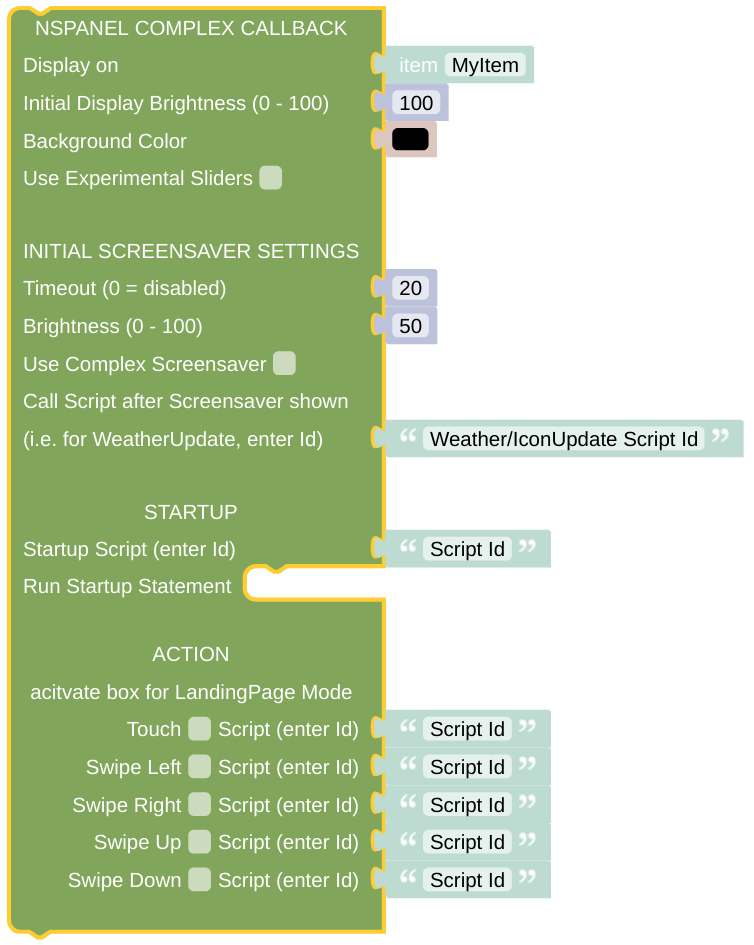 NSPANEL COMPLEX CALLBACK
Display on item MyItem
Initial Display Brightness (0 - 100) 100
Background Color
Use Experimental Sliders
INITIAL SCREENSAVER SETTINGS
Timeout (0 = disabled) 20
Brightness (0 - 100) 50
Use Complex Screensaver
Call Script after Screensaver shown
(i.e. for WeatherUpdate, enter Id) “ Weather/IconUpdate Script Id ”
STARTUP
Startup Script (enter Id) “ Script Id ”
Run Startup Statement
ACTION
acitvate box for LandingPage Mode
Touch Script (enter Id) “ Script Id ”
Swipe Left Script (enter Id) “ Script Id ”
Swipe Right Script (enter Id) “ Script Id ”
Swipe Up Script (enter Id) “ Script Id ”
Swipe Down Script (enter Id) “ Script Id ”